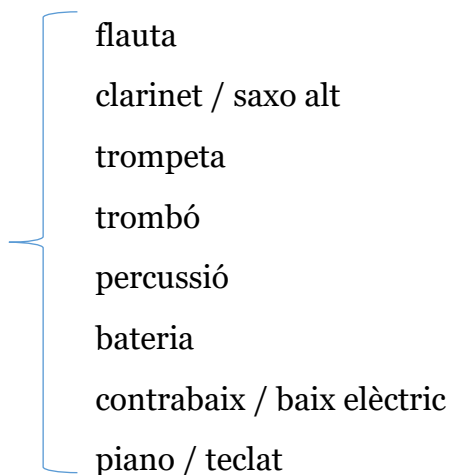 flauta
clarinet / saxo alt
trompeta
trombó
percussió
bateria
contrabaix / baix elèctric
piano / teclat